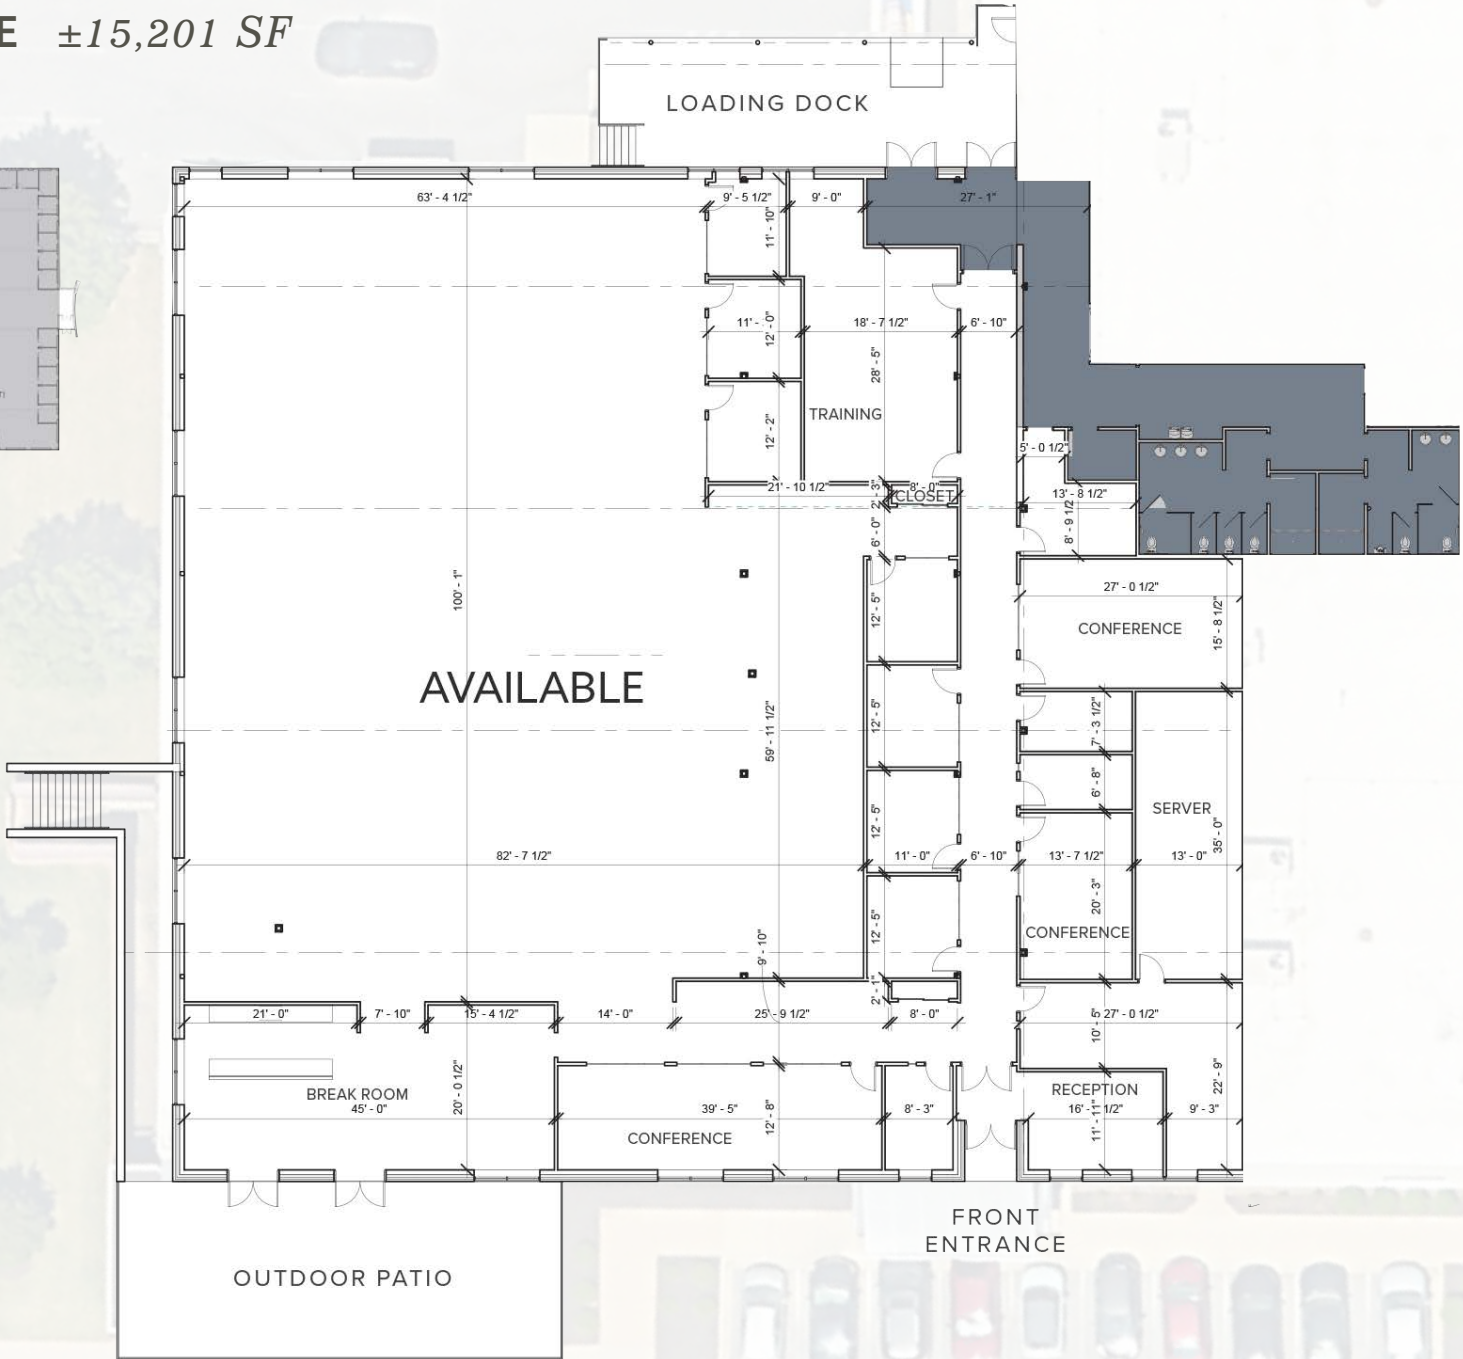 E ±15,201 SF
LOADING DOCK
63' - 4 1/2"
9' - 5 1/2"
9' - 0"
27' - 1"
11' - 10"
11' -
12' - 0"
18' - 7 1/2"
6' - 10"
28' - 5"
TRAINING
12' - 2"
5' - 0 1/2"
21' - 10 1/2"
2' - 3"
8' - 0"
CLOSET
13' - 8 1/2"
8' - 9 1/2"
6' - 0"
100' - 1"
12' - 5"
27' - 0 1/2"
CONFERENCE
15' - 8 1/2"
AVAILABLE
59' - 11 1/2"
12' - 5"
7' - 3 1/2"
6' - 8"
SERVER
35' - 0"
12' - 5"
82' - 7 1/2"
11' - 0"
6' - 10"
13' - 7 1/2"
13' - 0"
20' - 3"
CONFERENCE
12' - 5"
9' - 10"
2' - 1"
21' - 0"
7' - 10"
15' - 4 1/2"
14' - 0"
25' - 9 1/2"
8' - 0"
10' - 5"
27' - 0 1/2"
BREAK ROOM
45' - 0"
20' - 0 1/2"
39' - 5"
CONFERENCE
12' - 8"
8' - 3"
RECEPTION
16' - 1/2"
11' - 11"
9' - 3"
22' - 9"
FRONT
ENTRANCE
OUTDOOR PATIO